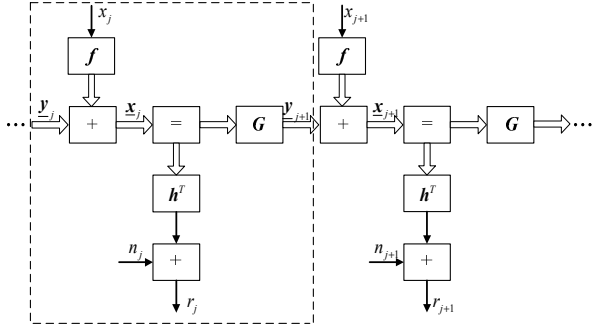 x_j x_{j+1}
f f
... y_j + x_j = G y_{j+1} + x_{j+1} = G ...
h^T h^T
n_j + n_{j+1} +
r_j r_{j+1}